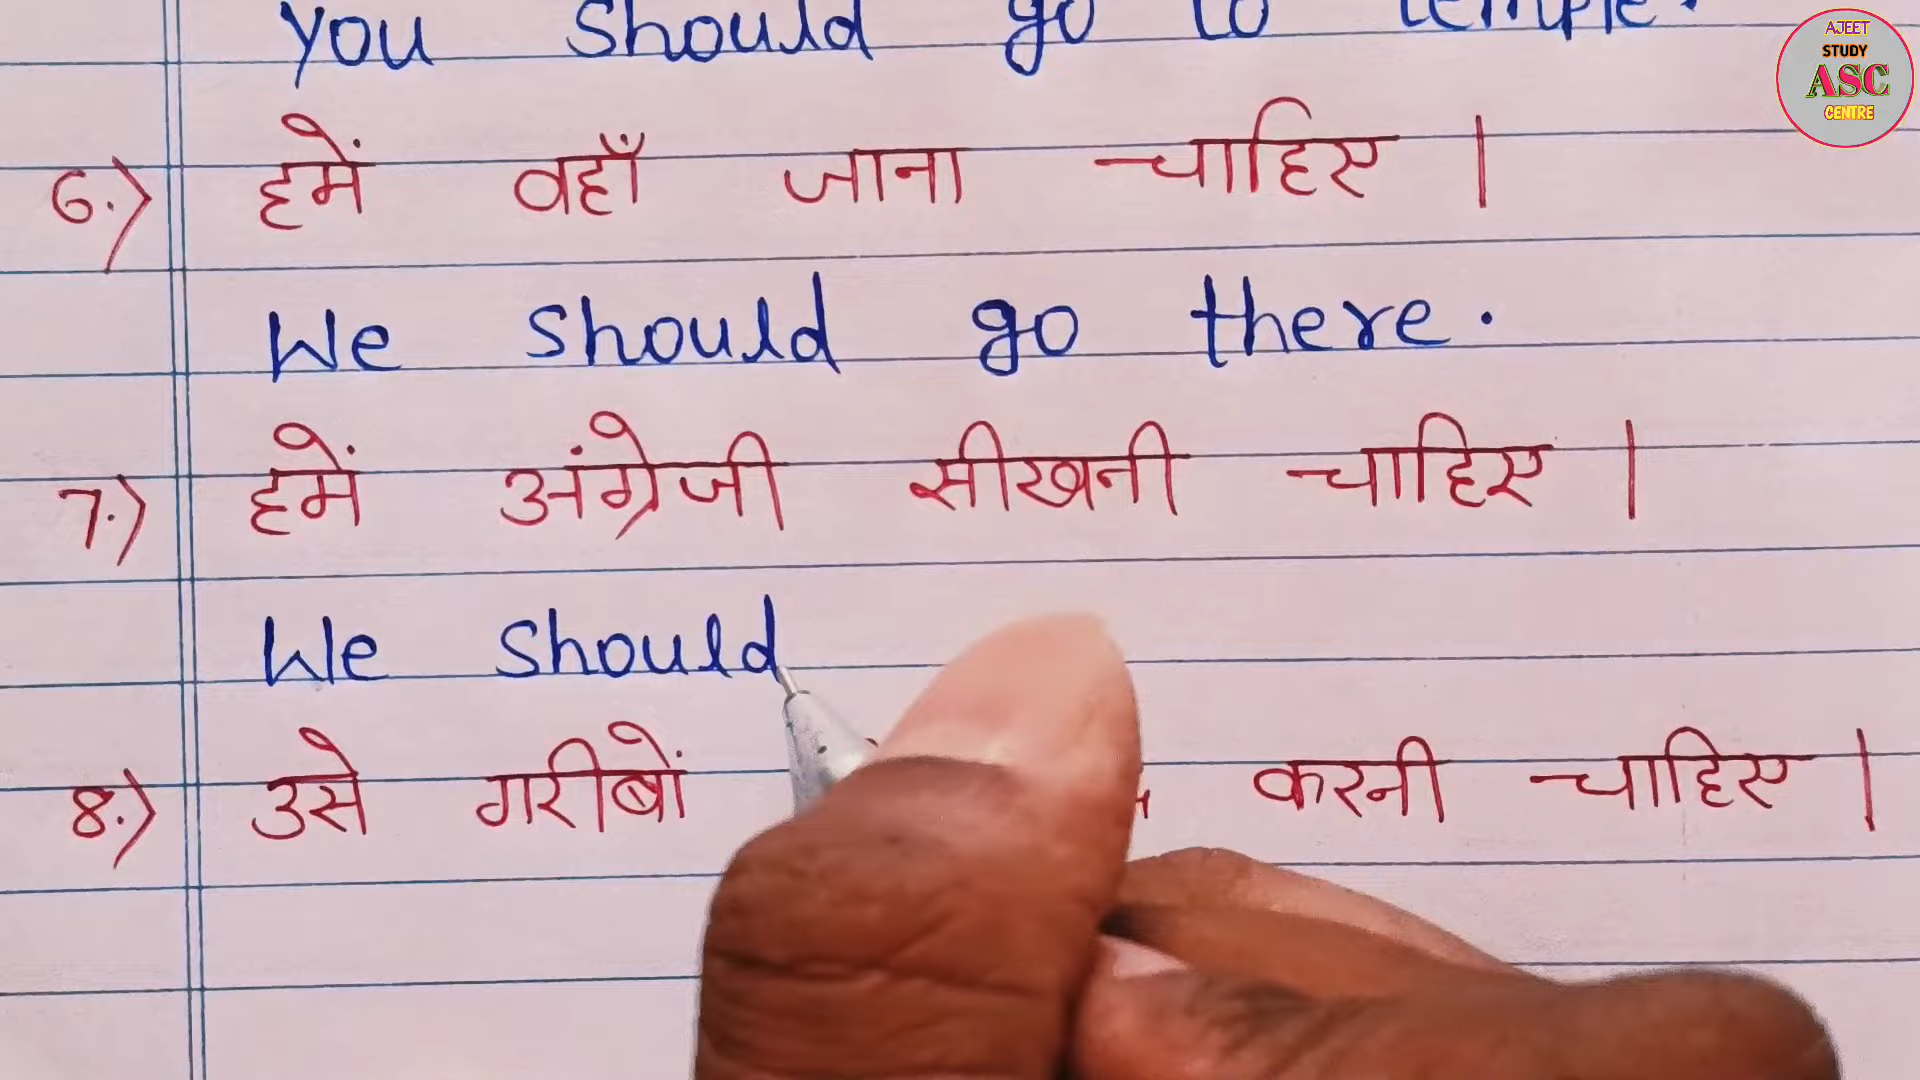 You should go to temple.
AJEET
STUDY
ASC
CENTRE
6.) हमें वहाँ जाना चाहिए |
We should go there.
7.) हमें अंग्रेजी सीखनी चाहिए |
We should
8.) उसे गरीबों करनी चाहिए |